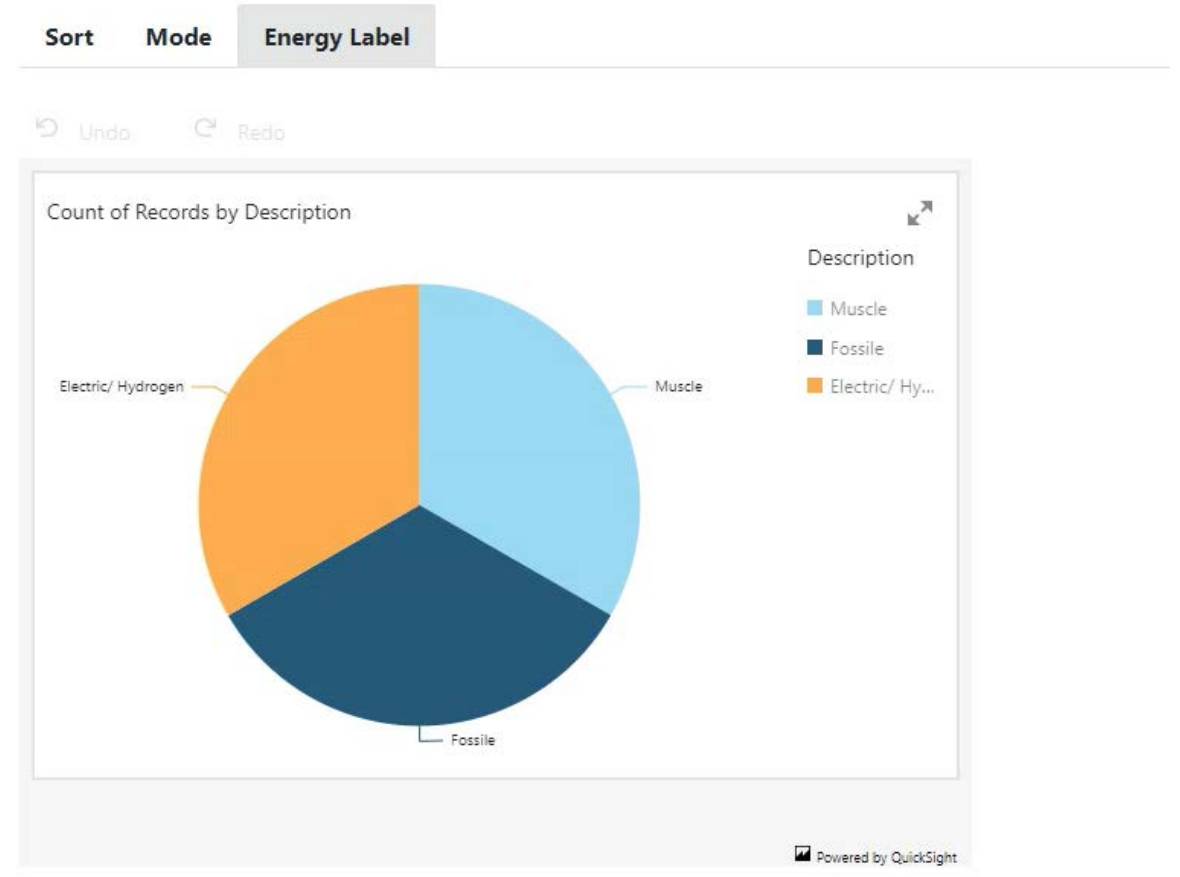 Sort Mode Energy Label
Undo Redo
Count of Records by Description
Description
Muscle
Fossile
Electric/ Hy...
Electric/ Hydrogen
Muscle
Fossile
Powered by QuickSight